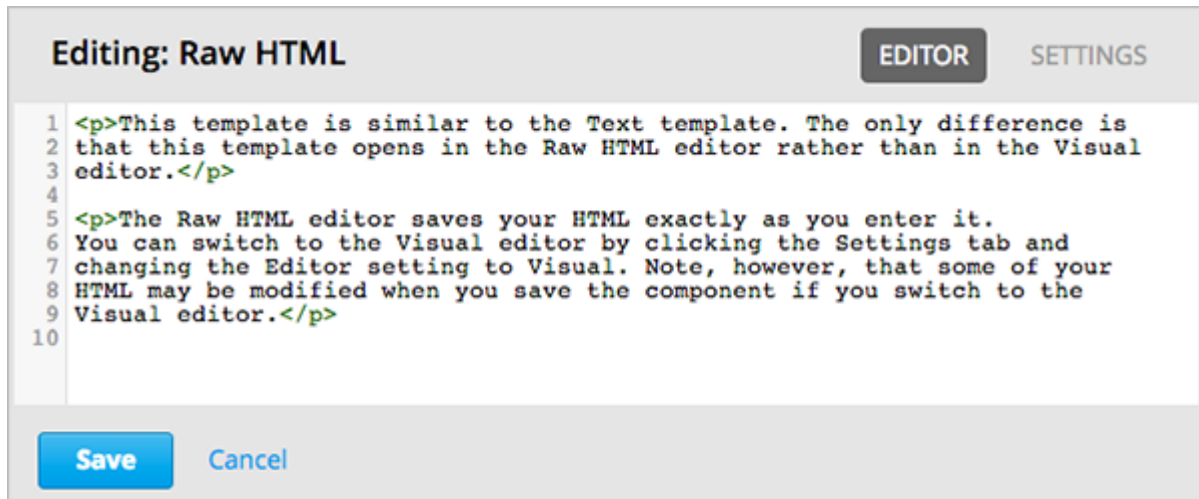 Editing: Raw HTML EDITOR SETTINGS
1 <p>This template is similar to the Text template. The only difference is
2 that this template opens in the Raw HTML editor rather than in the Visual
3 editor.</p>
4
5 <p>The Raw HTML editor saves your HTML exactly as you enter it.
6 You can switch to the Visual editor by clicking the Settings tab and
7 changing the Editor setting to Visual. Note, however, that some of your
8 HTML may be modified when you save the component if you switch to the
9 Visual editor.</p>
10
Save Cancel